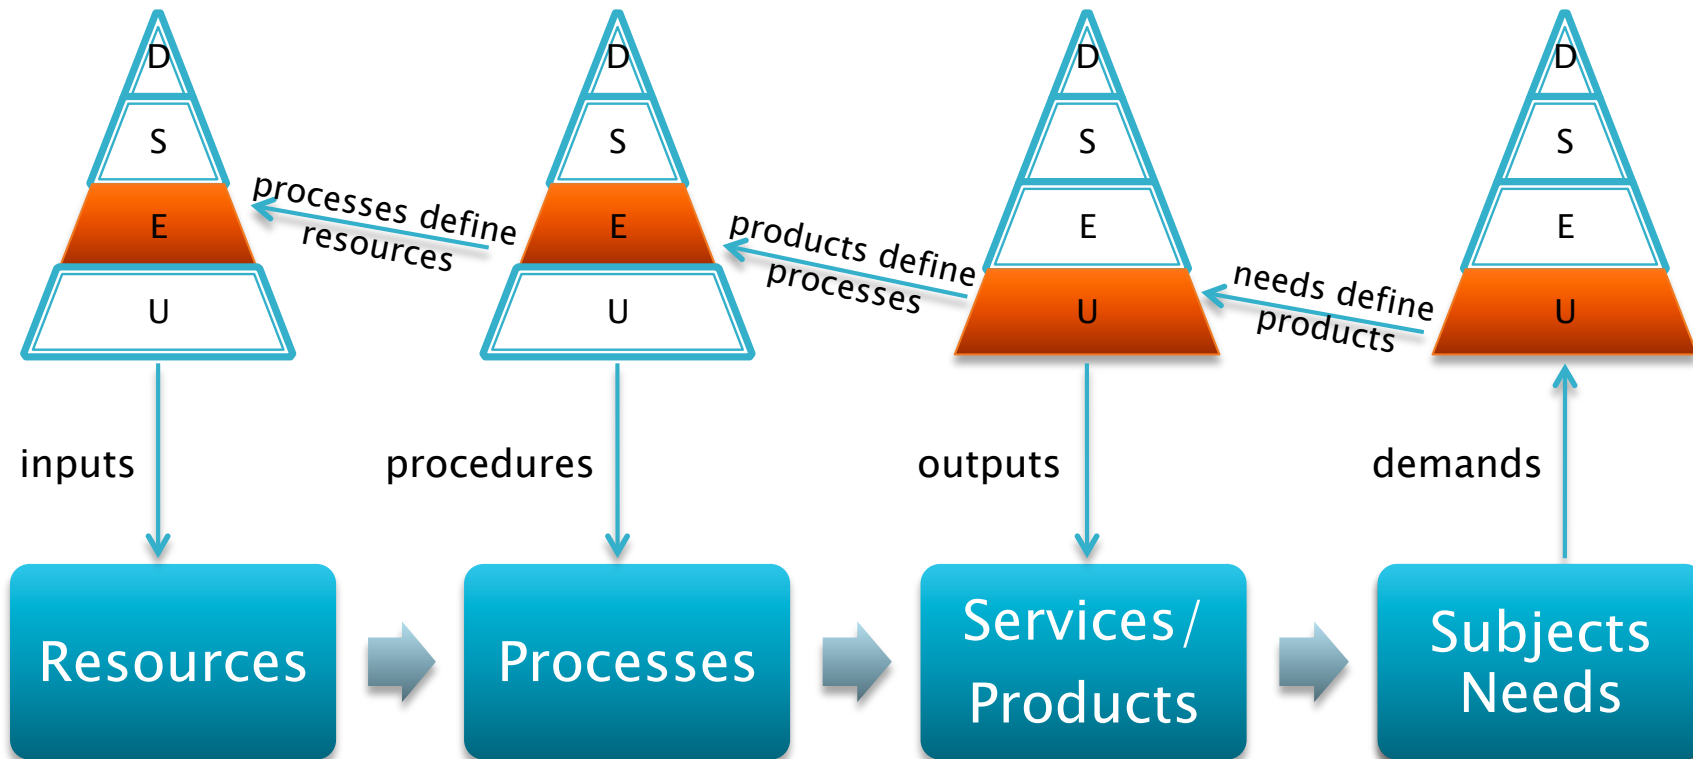 D
S
E
U
D
S
E
U
D
S
E
U
D
S
E
U
processes define
resources
products define
processes
needs define
products
inputs
procedures
outputs
demands
Resources
Processes
Services/
Products
Subjects
Needs